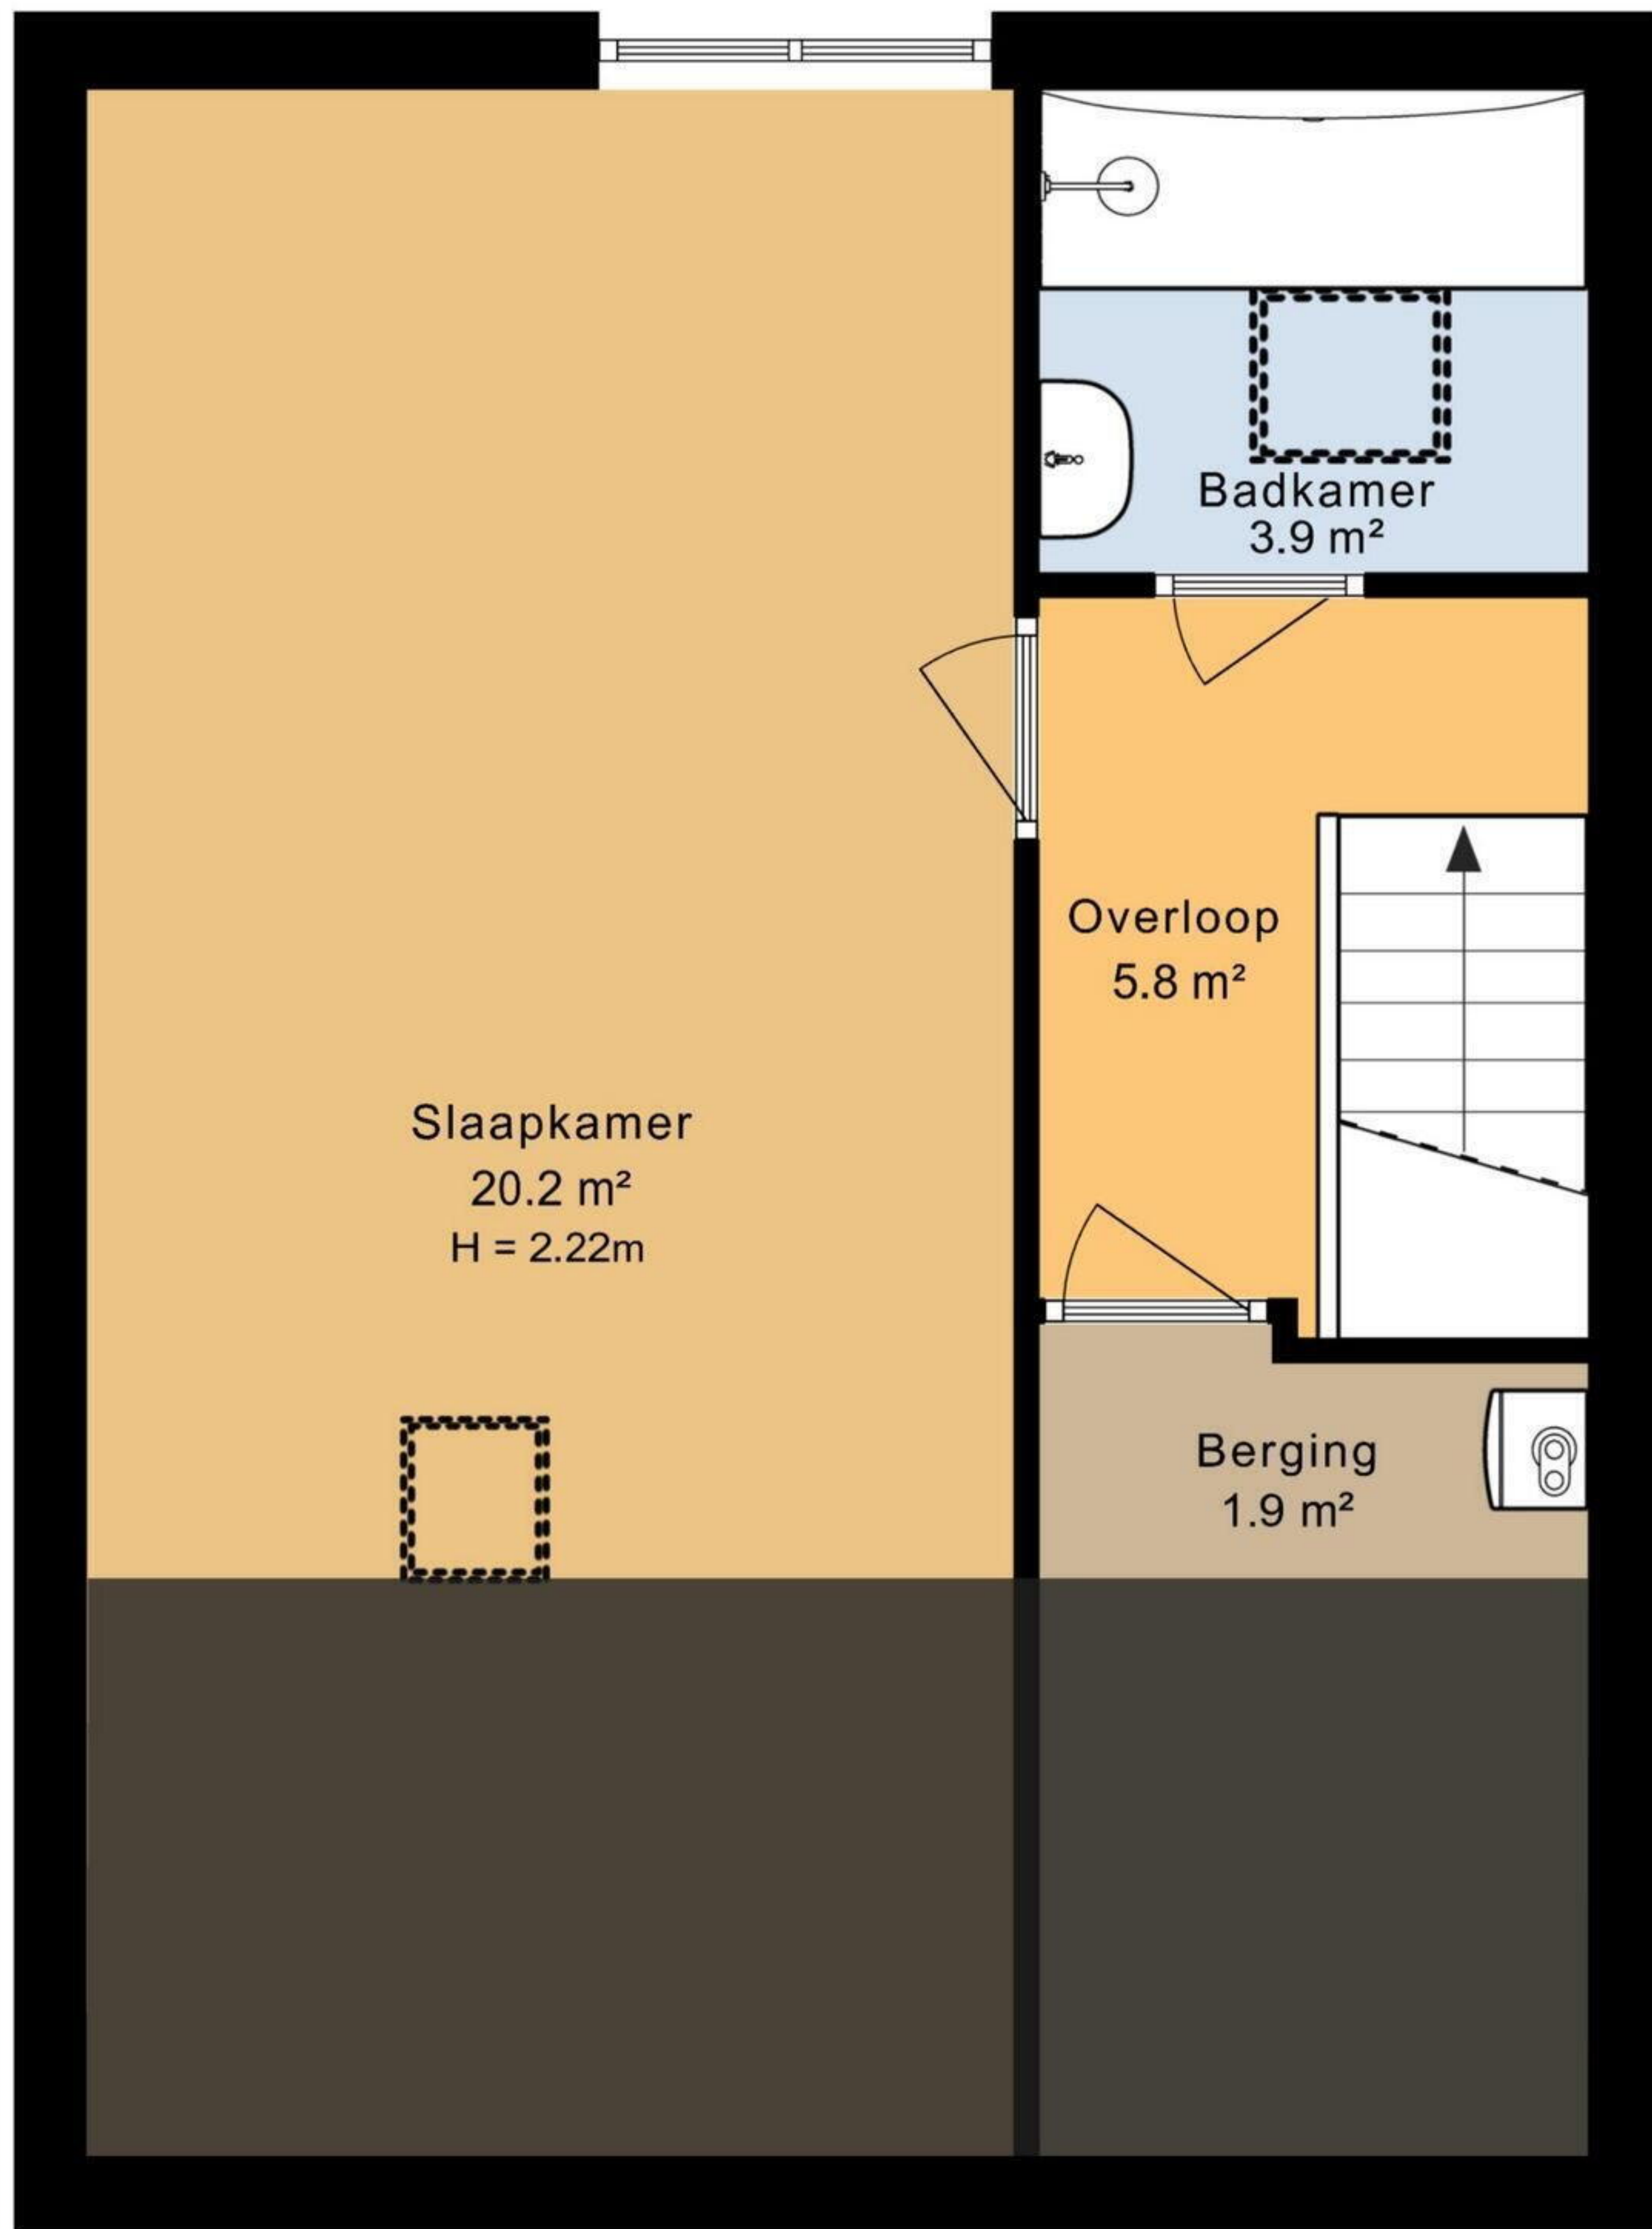 Badkamer
3.9 m²
Overloop
5.8 m²
Slaapkamer
20.2 m²
H = 2.22m
Berging
1.9 m²